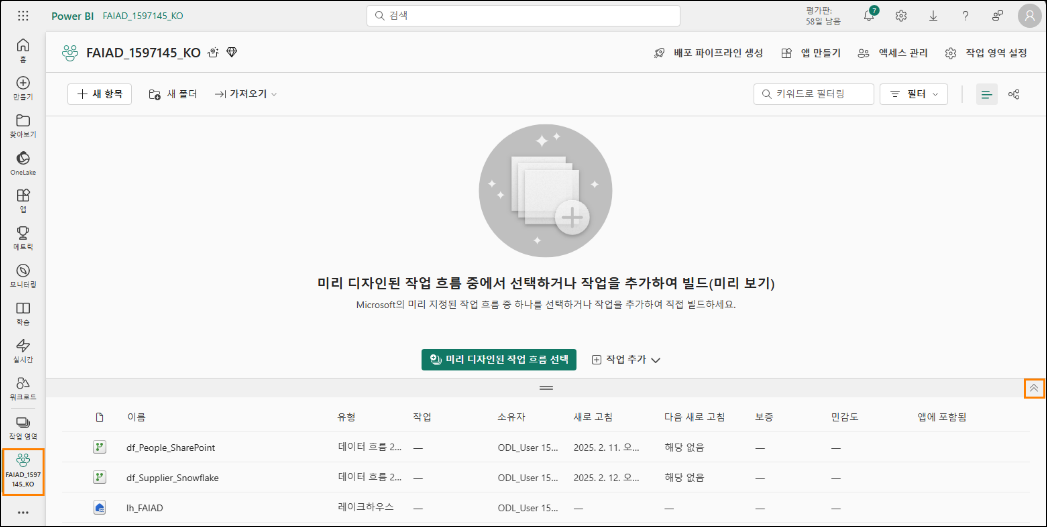 Power BI FAIAD_1597145_KO 검색 평가판: 7
58일 남음
FAIAD_1597145_KO 배포 파이프라인 생성 앱 만들기 액세스 관리 작업 영역 설정
홈
만들기
찾아보기
OneLake
앱
메트릭
모니터링
학습
실시간
워크로드
작업 영역
FAIAD_1597
145_KO
새 항목 새 폴더 가져오기 키워드로 필터링 필터
미리 디자인된 작업 흐름 중에서 선택하거나 작업을 추가하여 빌드(미리 보기)
Microsoft의 미리 지정된 작업 흐름 중 하나를 선택하거나 작업을 추가하여 직접 빌드하세요.
미리 디자인된 작업 흐름 선택 작업 추가
이름 유형 작업 소유자 새로 고침 다음 새로 고침 보증 민감도 앱에 포함됨
df_People_SharePoint 데이터 흐름 2... — ODL_User 15... 2025. 2. 11. 오... 해당 없음 — —
df_Supplier_Snowflake 데이터 흐름 2... — ODL_User 15... 2025. 2. 12. 오... 해당 없음 — —
lh_FAIAD 레이크하우스 — ODL_User 15... — — — —